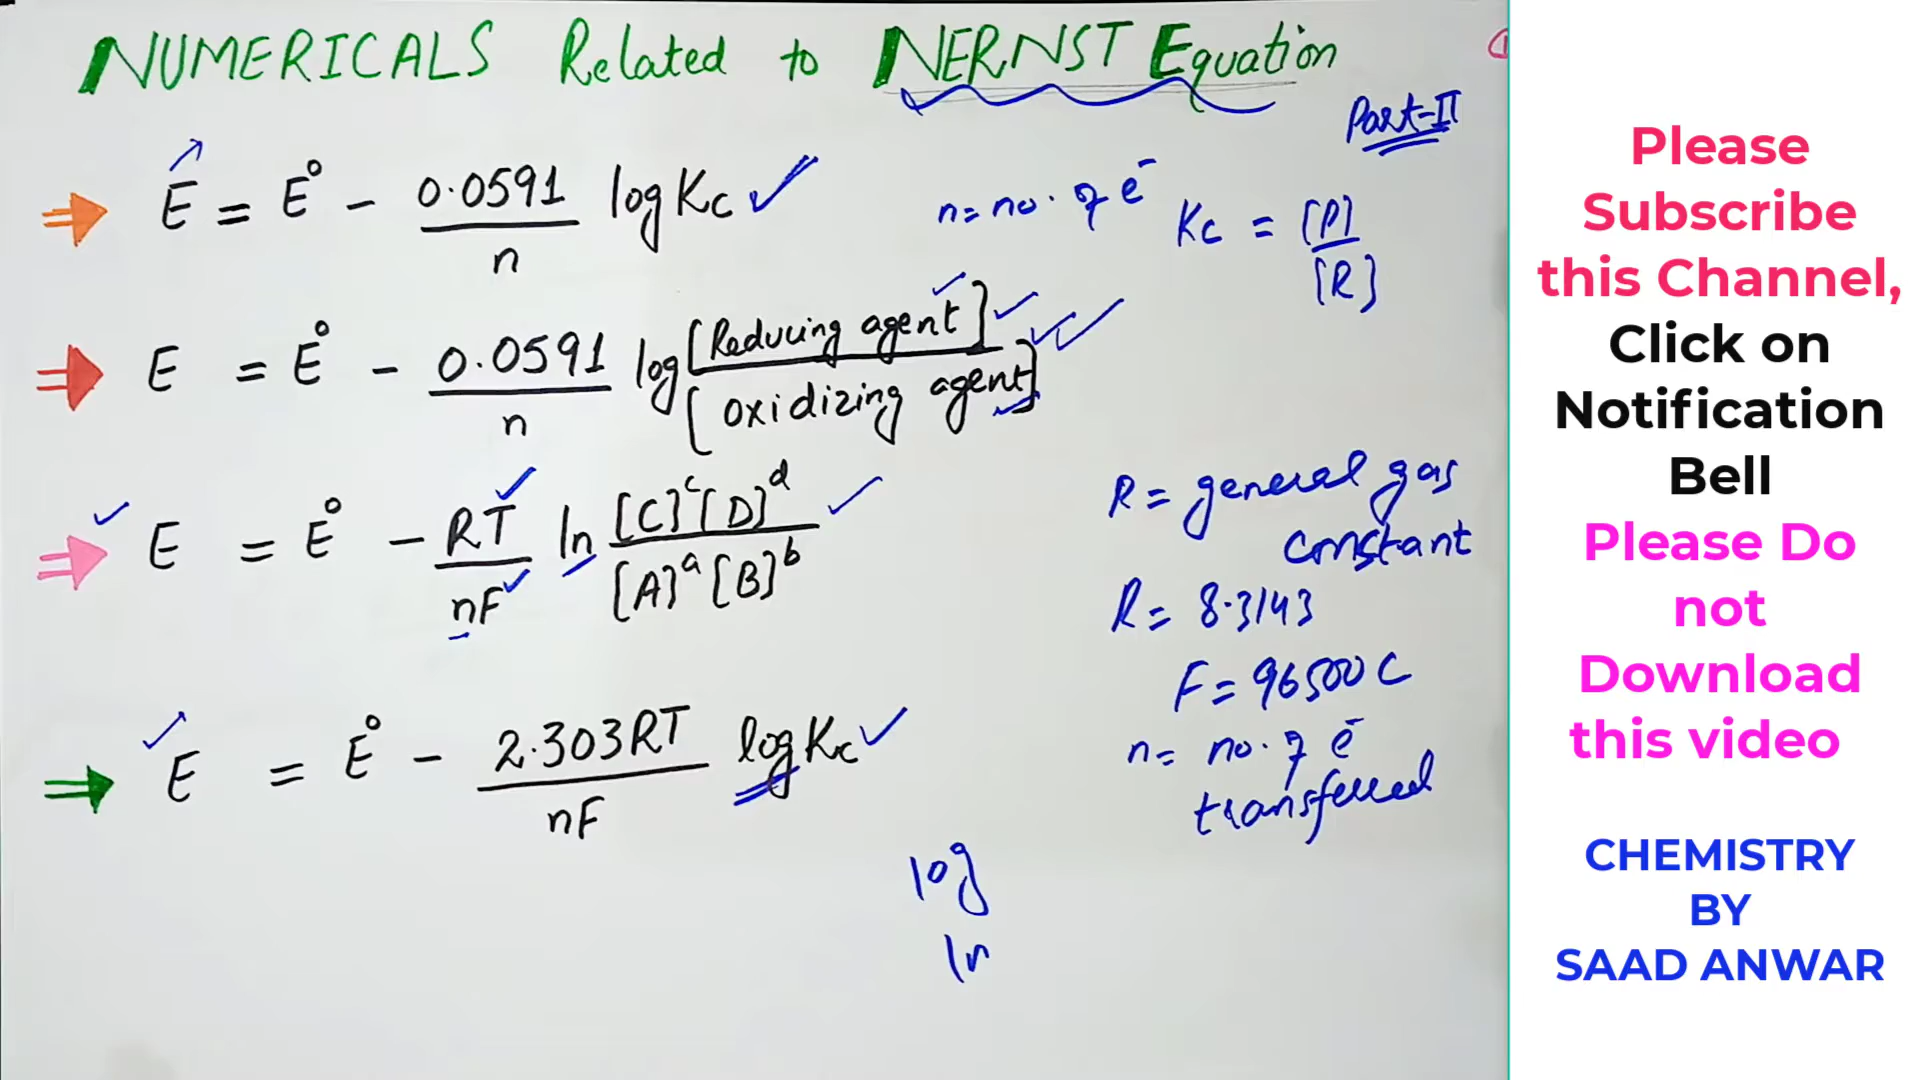 NUMERICALS Related to NERNST Equation
Part-II
E = E° - 0.0591/n log Kc
n = no. of e⁻
Kc = [P]/[R]
E = E° - 0.0591/n log [Reducing agent]/[oxidizing agent]
E = E° - RT/nF ln [C]ᶜ[D]ᵈ/[A]ᵃ[B]ᵇ
R = general gas
constant
R = 8.3143
F = 96500 C
n = no. of e⁻
transferred
E = E° - 2.303RT/nF log Kc
log
ln
Please
Subscribe
this Channel,
Click on
Notification
Bell
Please Do
not
Download
this video
CHEMISTRY
BY
SAAD ANWAR